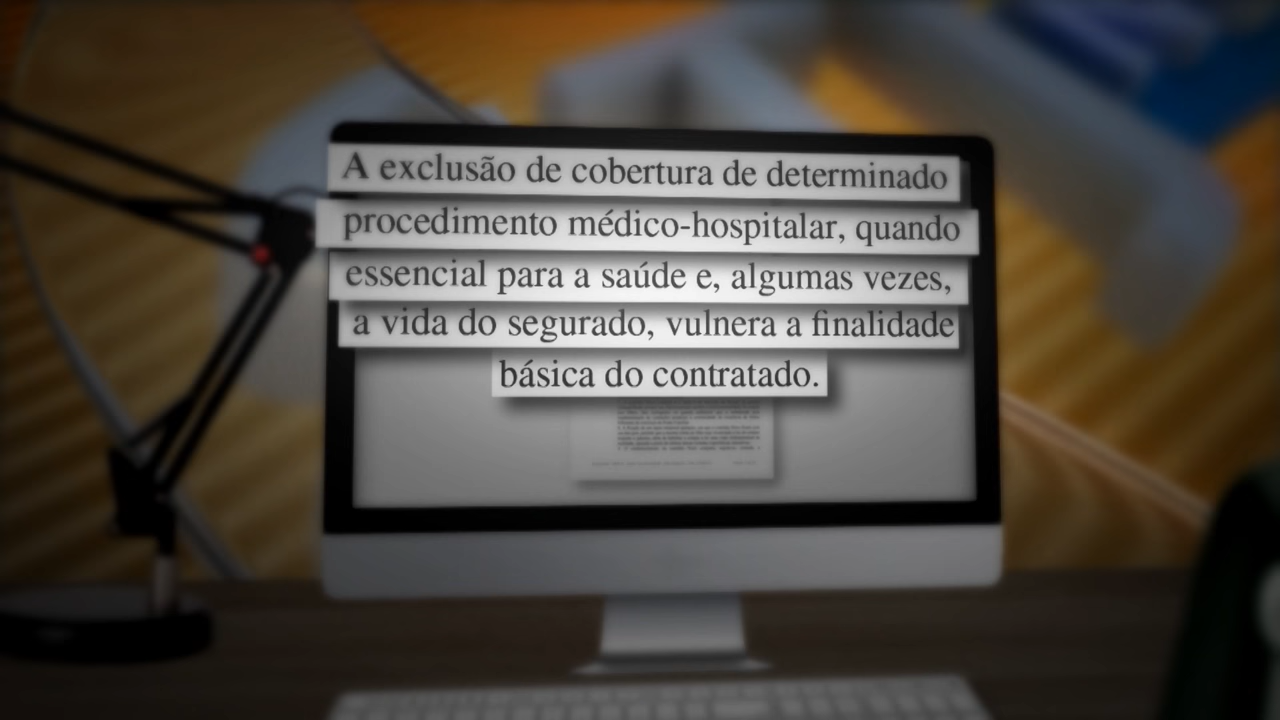 A exclusão de cobertura de determinado
procedimento médico-hospitalar, quando
essencial para a saúde e, algumas vezes,
a vida do segurado, vulnera a finalidade
básica do contratado.